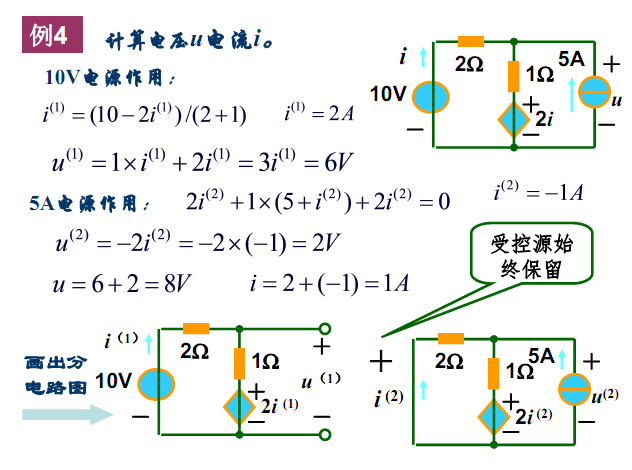 例4 计算电压u电流i。
10V电源作用：
i⁽¹⁾ = (10 − 2i⁽¹⁾)/(2 + 1) i⁽¹⁾ = 2A
u⁽¹⁾ = 1 × i⁽¹⁾ + 2i⁽¹⁾ = 3i⁽¹⁾ = 6V
i
10V
+
−
2Ω
1Ω
+
2i
−
5A
+
u
−
5A电源作用： 2i⁽²⁾ + 1 × (5 + i⁽²⁾) + 2i⁽²⁾ = 0 i⁽²⁾ = −1A
u⁽²⁾ = −2i⁽²⁾ = −2 × (−1) = 2V
u = 6 + 2 = 8V i = 2 + (−1) = 1A
受控源始
终保留
画出分
电路图
i（1）
10V
+
−
2Ω
1Ω
+
2i（1）
−
+
u（1）
−
+
i(2)
2Ω
1Ω
+
2i(2)
−
5A
+
u(2)
−